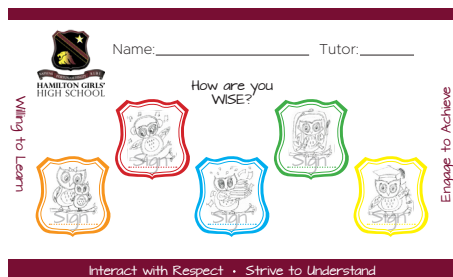 Name: Tutor:
HAMILTON GIRLS'
HIGH SCHOOL
How are you
WISE?
Willing to Learn
Engage to Achieve
Sign
Sign
Sign
Sign
Sign
Interact with Respect • Strive to Understand